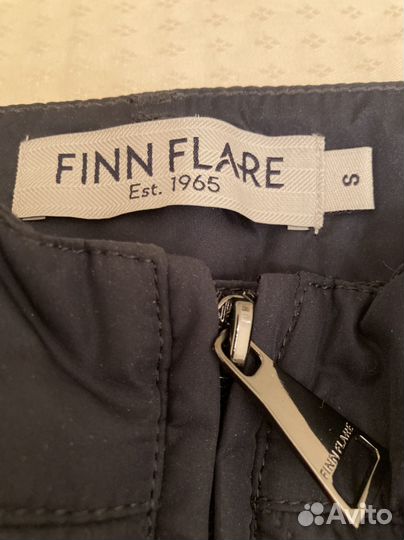 FINN FLARE
Est. 1965
S
FINN FLARE
Avito